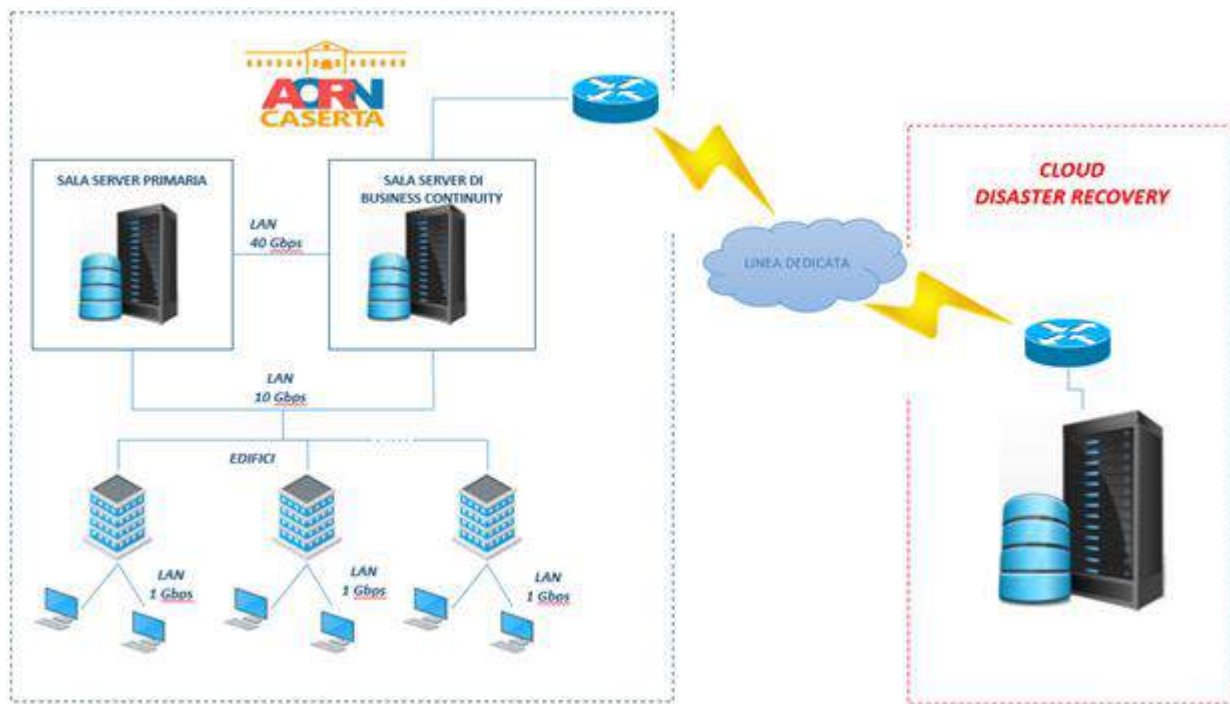 AORN
CASERTA
SALA SERVER PRIMARIA
SALA SERVER DI
BUSINESS CONTINUITY
LAN
40 Gbps
CLOUD
DISASTER RECOVERY
LINEA DEDICATA
LAN
10 Gbps
EDIFICI
LAN
1 Gbps
LAN
1 Gbps
LAN
1 Gbps